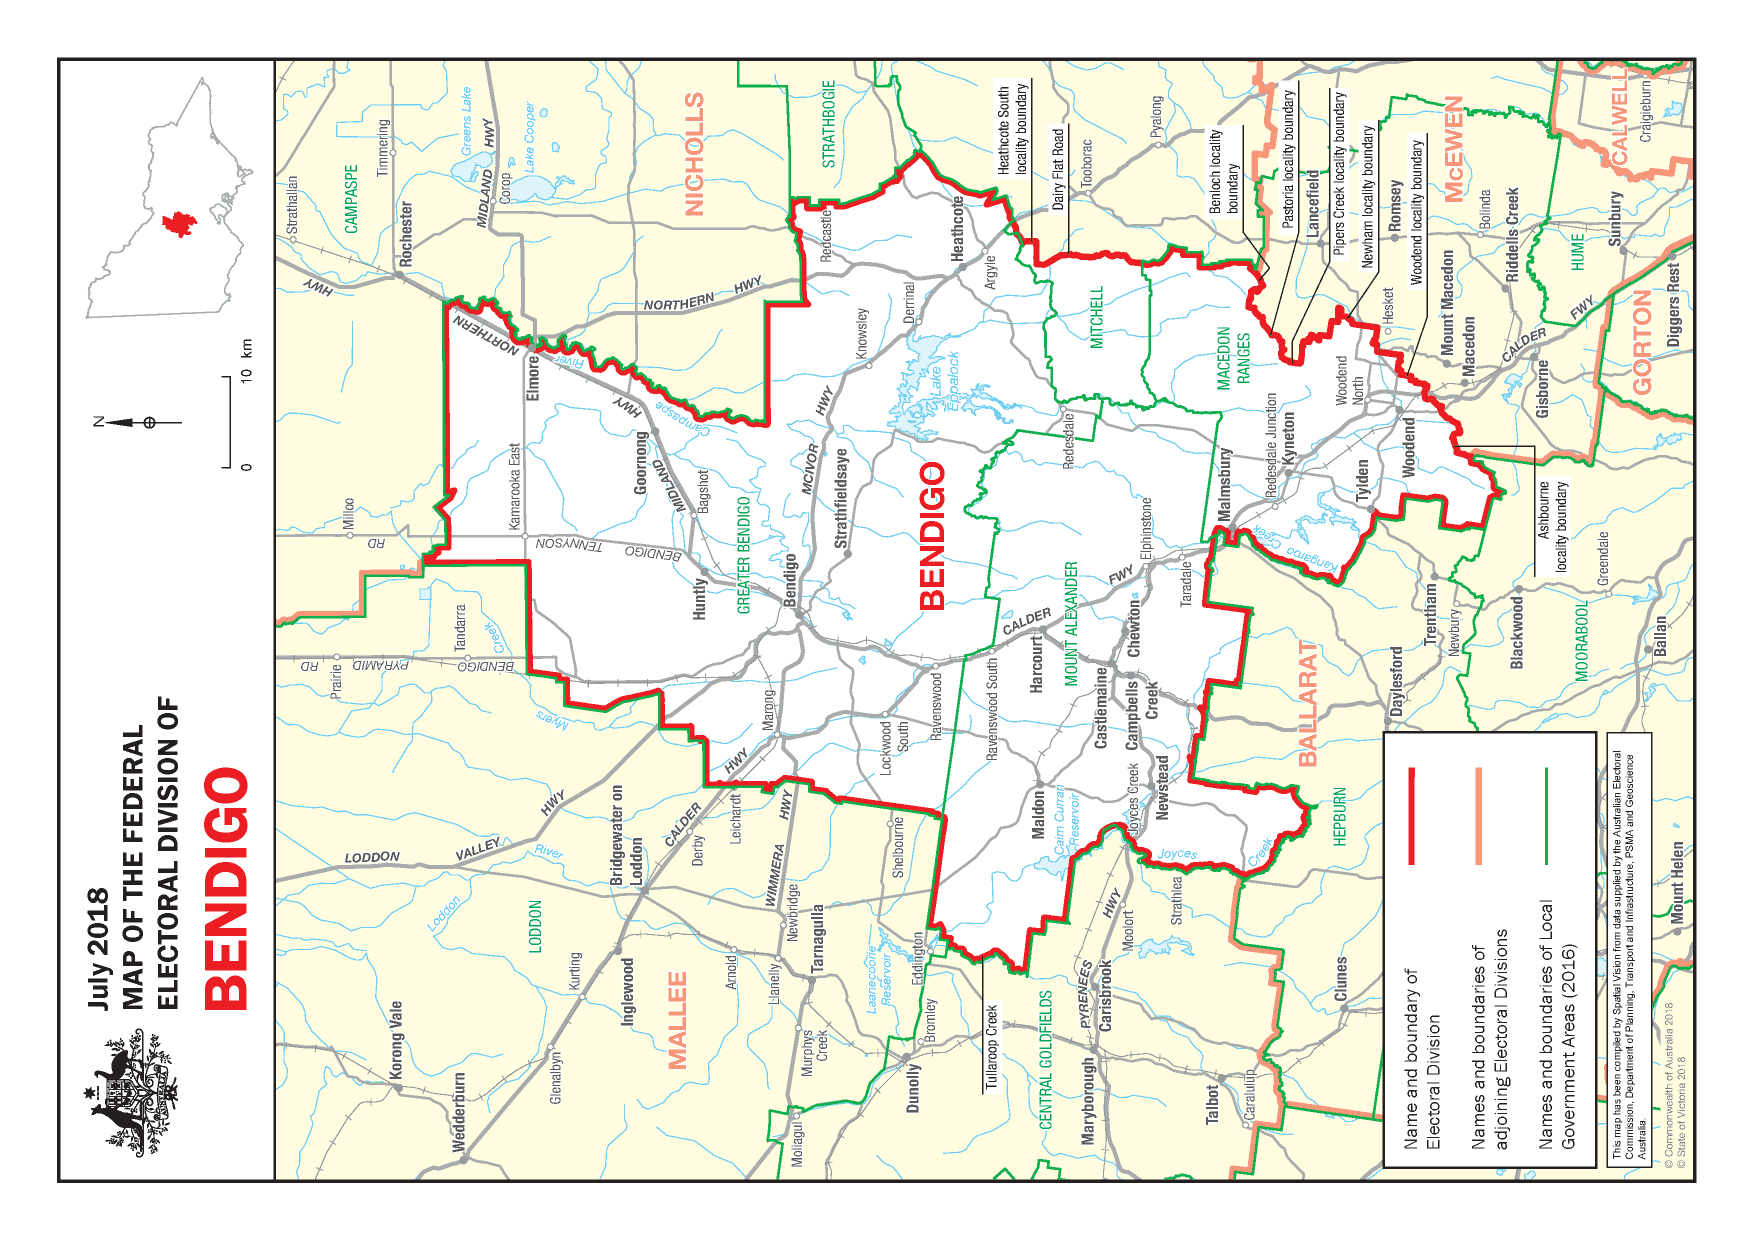 July 2018
MAP OF THE FEDERAL
ELECTORAL DIVISION OF
BENDIGO
N
0
10 km
Strathallan
CAMPASPE
Timmering
Greens Lake
MIDLAND HWY
Corop
Lake Cooper
Rochester
HWY
NICHOLLS
STRATHBOGIE
Redcastle
NORTHERN HWY
NORTHERN
HWY
Elmore
River
Campaspe
Milloo
RD
Kamarooka East
Goornong
MIDLAND
Bagshot
BENDIGO
TENNYSON
Huntly
GREATER BENDIGO
Tandarra
Creek
Prairie
BENDIGO
PYRAMID
RD
Myers
Heathcote South
locality boundary
Dairy Flat Road
Tooborac
Pyalong
Heathcote
Argyle
Derrinal
Knowsley
Lake
Eppalock
MCIVOR
HWY
Strathfieldsaye
Bendigo
BENDIGO
Redesdale
MITCHELL
MACEDON
RANGES
Benloch locality
boundary
Pastoria locality boundary
Lancefield
Pipers Creek locality boundary
Newham locality boundary
Romsey
Woodend locality boundary
McEWEN
Bolinda
Riddells Creek
HUME
Sunbury
CALWELL
Craigieburn
Hesket
Mount Macedon
Macedon
CALDER
FWY
Gisborne
GORTON
Diggers Rest
Woodend
North
Woodend
Tylden
Kyneton
Redesdale Junction
Malmsbury
Kangaroo
Creek
Ashbourne
locality boundary
Greendale
Trentham
Newbury
Blackwood
MOORABOOL
Ballan
Daylesford
BALLARAT
Elphinstone
Taradale
FWY
CALDER
MOUNT ALEXANDER
Chewton
Harcourt
Castlemaine
Campbells
Creek
Ravenswood South
Ravenswood
Lockwood
South
Marong
HWY
CALDER
Leichardt
Derby
HWY
WIMMERA
Newbridge
Shelbourne
Maldon
Cairn Curran
Reservoir
Joyces Creek
Newstead
Joyces
Creek
HEPBURN
Strathlea
Moolort
HWY
PYRENEES
Carisbrook
LODDON
VALLEY
HWY
River
Loddon
Bridgewater on
Loddon
LODDON
Kurting
Inglewood
MALLEE
Arnold
Llanelly
Tarnagulla
Laanecoorie
Reservoir
Eddington
Bromley
Murphys
Creek
Dunolly
Moliagul
Tullaroop Creek
CENTRAL GOLDFIELDS
Maryborough
Talbot
Caralulup
Clunes
Mount Helen
Korong Vale
Wedderburn
Glenalbyn
Name and boundary of
Electoral Division
Names and boundaries of
adjoining Electoral Divisions
Names and boundaries of Local
Government Areas (2016)
This map has been compiled by Spatial Vision from data supplied by the Australian Electoral
Commission, Department of Planning, Transport and Infrastructure, PSMA and Geoscience
Australia.
© Commonwealth of Australia 2018
© State of Victoria 2018